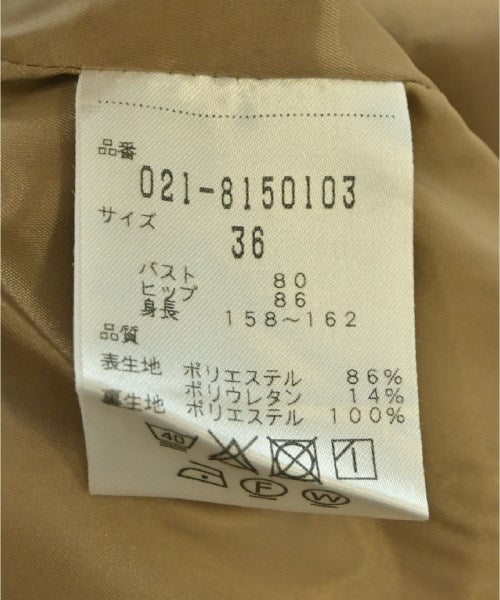 品番
021-8150103
サイズ
36
バスト 80
ヒップ 86
身長 158～162
品質
表生地 ポリエステル 86%
ポリウレタン 14%
裏生地 ポリエステル 100%
40
F W